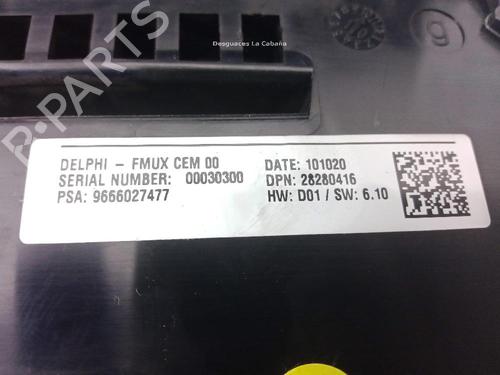 Desguaces La Cabaña
B-PARTS
DELPHI - FMUX CEM 00
SERIAL NUMBER: 00030300
PSA: 9666027477
DATE: 101020
DPN: 28280416
HW: D01 / SW: 6.10